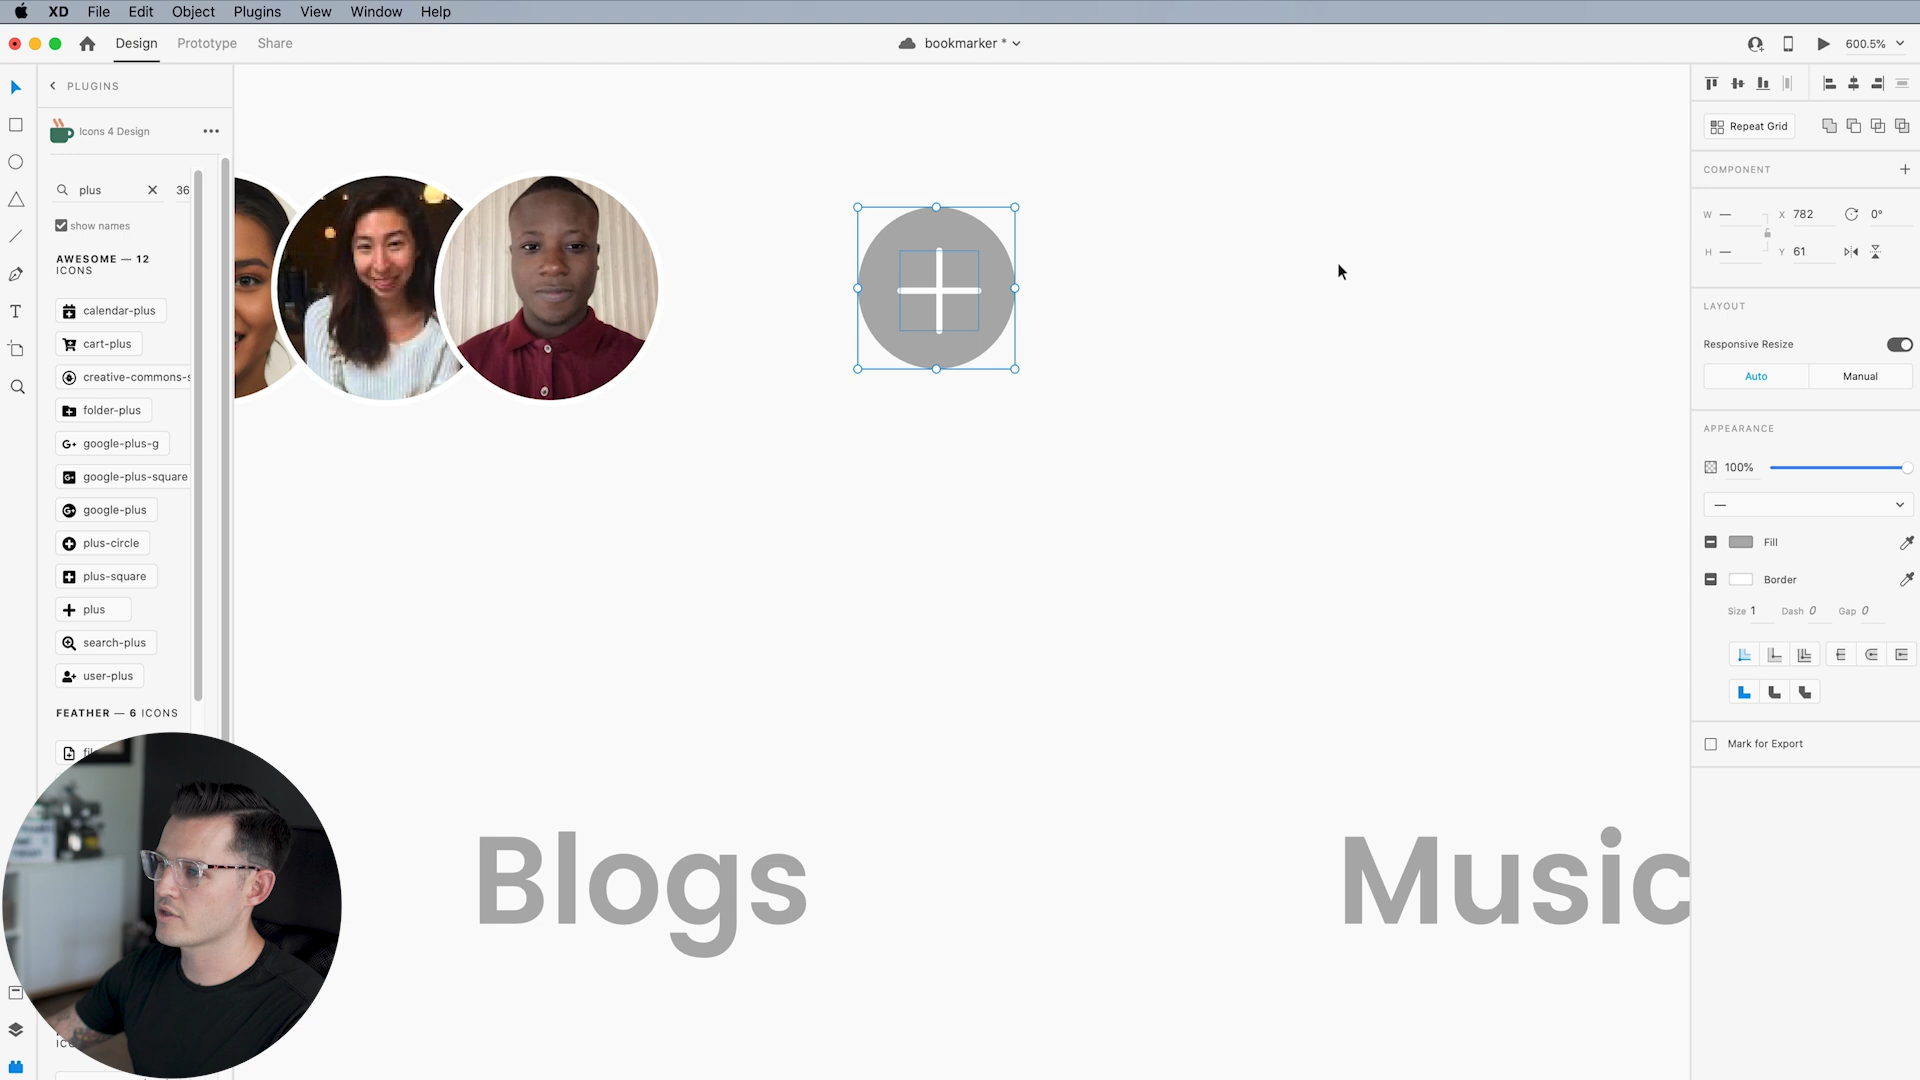 XD File Edit Object Plugins View Window Help
Design Prototype Share
bookmarker *
600.5%
PLUGINS
Icons 4 Design
plus
36
show names
AWESOME — 12
ICONS
calendar-plus
cart-plus
creative-commons-s
folder-plus
G+ google-plus-g
google-plus-square
google-plus
plus-circle
plus-square
plus
search-plus
user-plus
FEATHER — 6 ICONS
Blogs
Music
Repeat Grid
COMPONENT
W — X 782 0°
H — Y 61
LAYOUT
Responsive Resize
Auto Manual
APPEARANCE
100%
—
Fill
Border
Size 1 Dash 0 Gap 0
Mark for Export